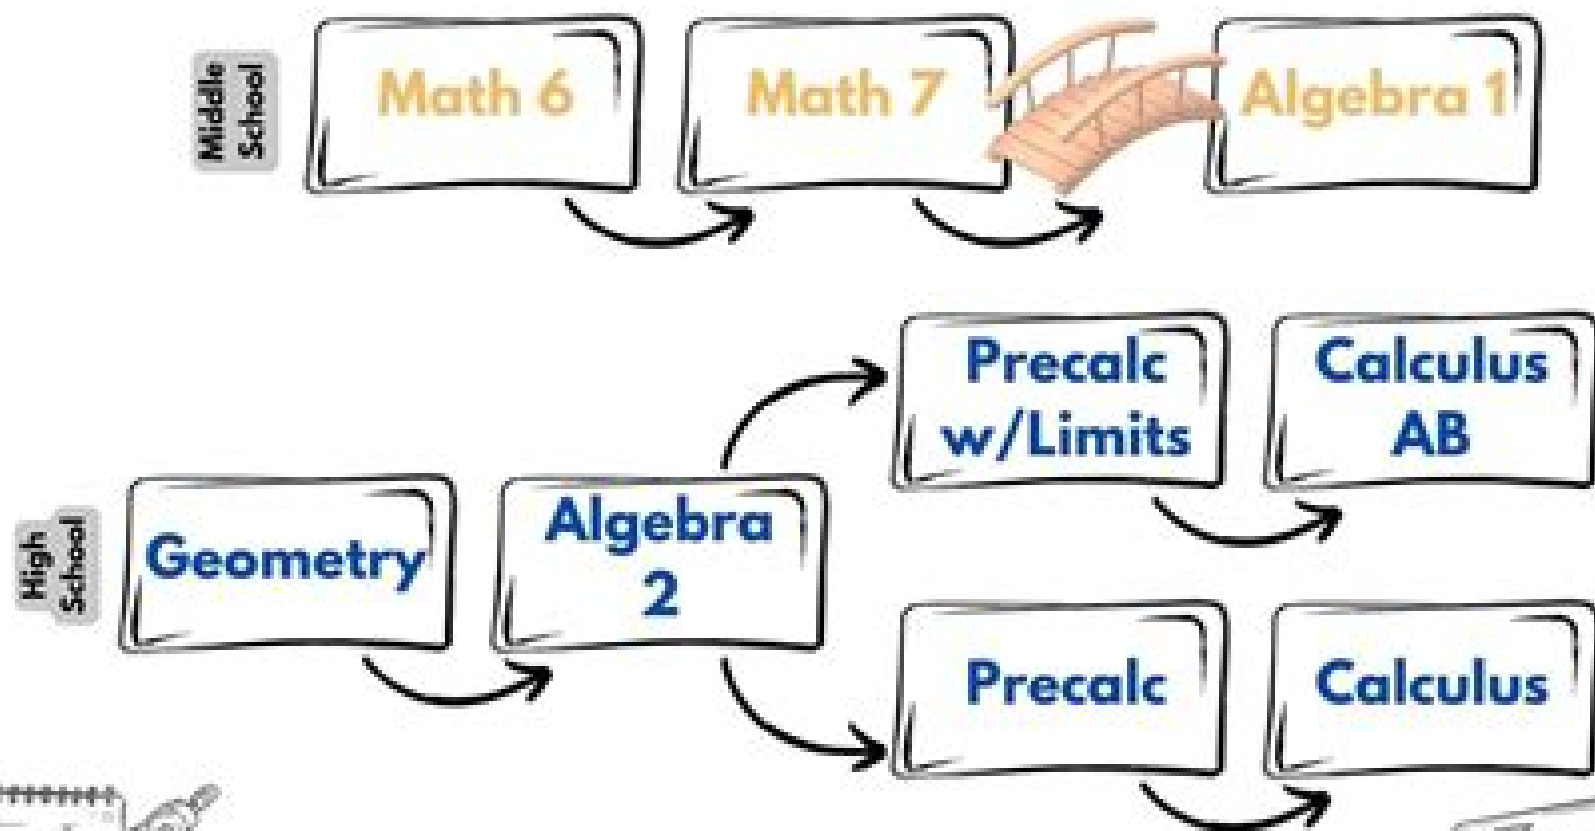 Middle
School
Math 6
Math 7
Algebra 1
High
School
Geometry
Algebra
2
Precalc
w/Limits
Calculus
AB
Precalc
Calculus